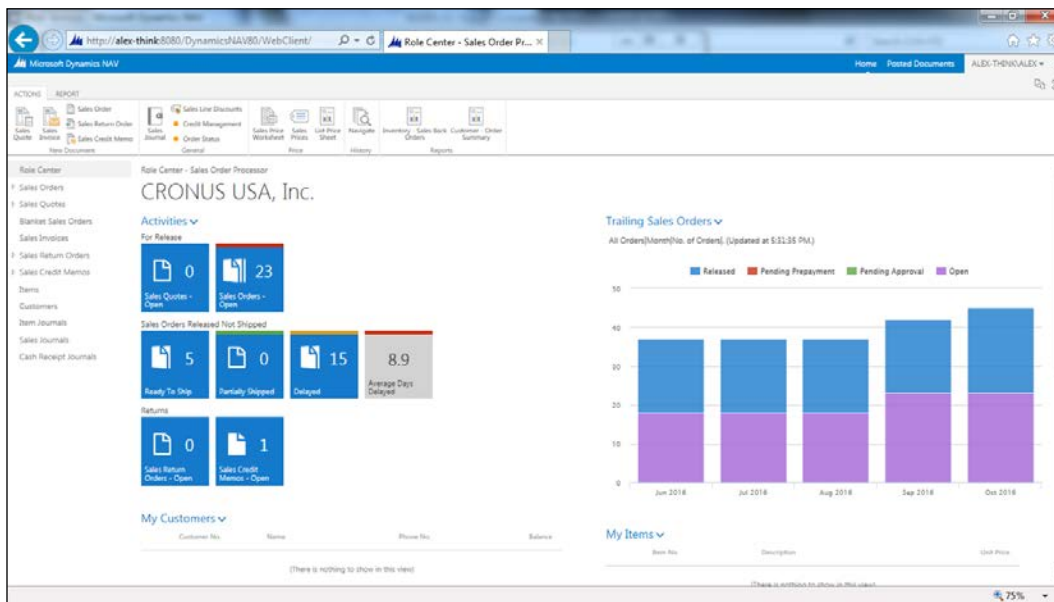 http://alex-think:8080/DynamicsNAV80/WebClient/
Role Center - Sales Order Pr...
Microsoft Dynamics NAV
Home Posted Documents ALEX-THINK\ALEX
ACTIONS REPORT
Sales Quote
Sales Invoice
Sales Order
Sales Return Order
Sales Credit Memo
New Document
Sales Journal
Sales Line Discounts
Credit Management
Order Status
General
Sales Price Worksheet
Sales Prices
List Price Sheet
Price
Navigate
History
Inventory - Sales Back Orders
Customer - Order Summary
Reports
Role Center
Sales Orders
Sales Quotes
Blanket Sales Orders
Sales Invoices
Sales Return Orders
Sales Credit Memos
Items
Customers
Item Journals
Sales Journals
Cash Receipt Journals
Role Center - Sales Order Processor
CRONUS USA, Inc.
Activities
For Release
0
Sales Quotes - Open
23
Sales Orders - Open
Sales Orders Released Not Shipped
5
Ready To Ship
0
Partially Shipped
15
Delayed
8.9
Average Days Delayed
Returns
0
Sales Return Orders - Open
1
Sales Credit Memos - Open
My Customers
Customer No. Name Phone No. Balance
(There is nothing to show in this view)
Trailing Sales Orders
All Orders|Month|No. of Orders|. (Updated at 5:31:35 PM.)
Released Pending Prepayment Pending Approval Open
50
40
30
20
10
0
Jun 2016 Jul 2016 Aug 2016 Sep 2016 Oct 2016
My Items
Item No. Description Unit Price
(There is nothing to show in this view)
75%